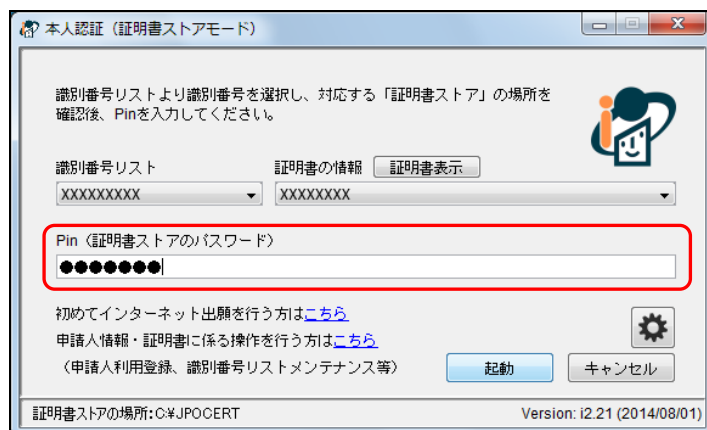 本人認証（証明書ストアモード）
識別番号リストより識別番号を選択し、対応する「証明書ストア」の場所を
確認後、Pinを入力してください。
識別番号リスト 証明書の情報 証明書表示
XXXXXXXXX XXXXXXXX
Pin（証明書ストアのパスワード）
●●●●●●●
初めてインターネット出願を行う方はこちら
申請人情報・証明書に係る操作を行う方はこちら
（申請人利用登録、識別番号リストメンテナンス等） 起動 キャンセル
証明書ストアの場所:C:¥JPOCERT Version: i2.21 (2014/08/01)